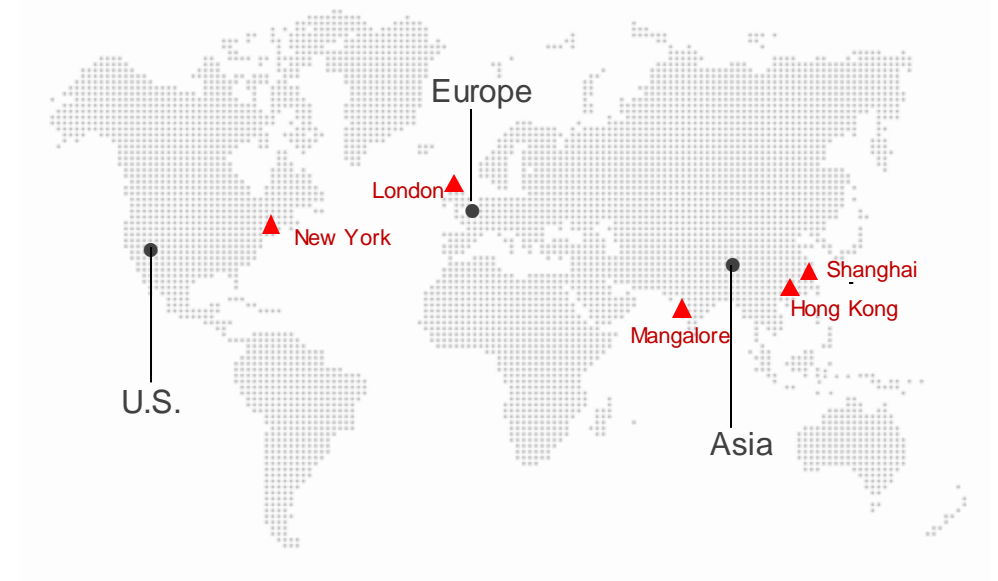 Europe
London
New York
Shanghai
Hong Kong
Mangalore
U.S.
Asia